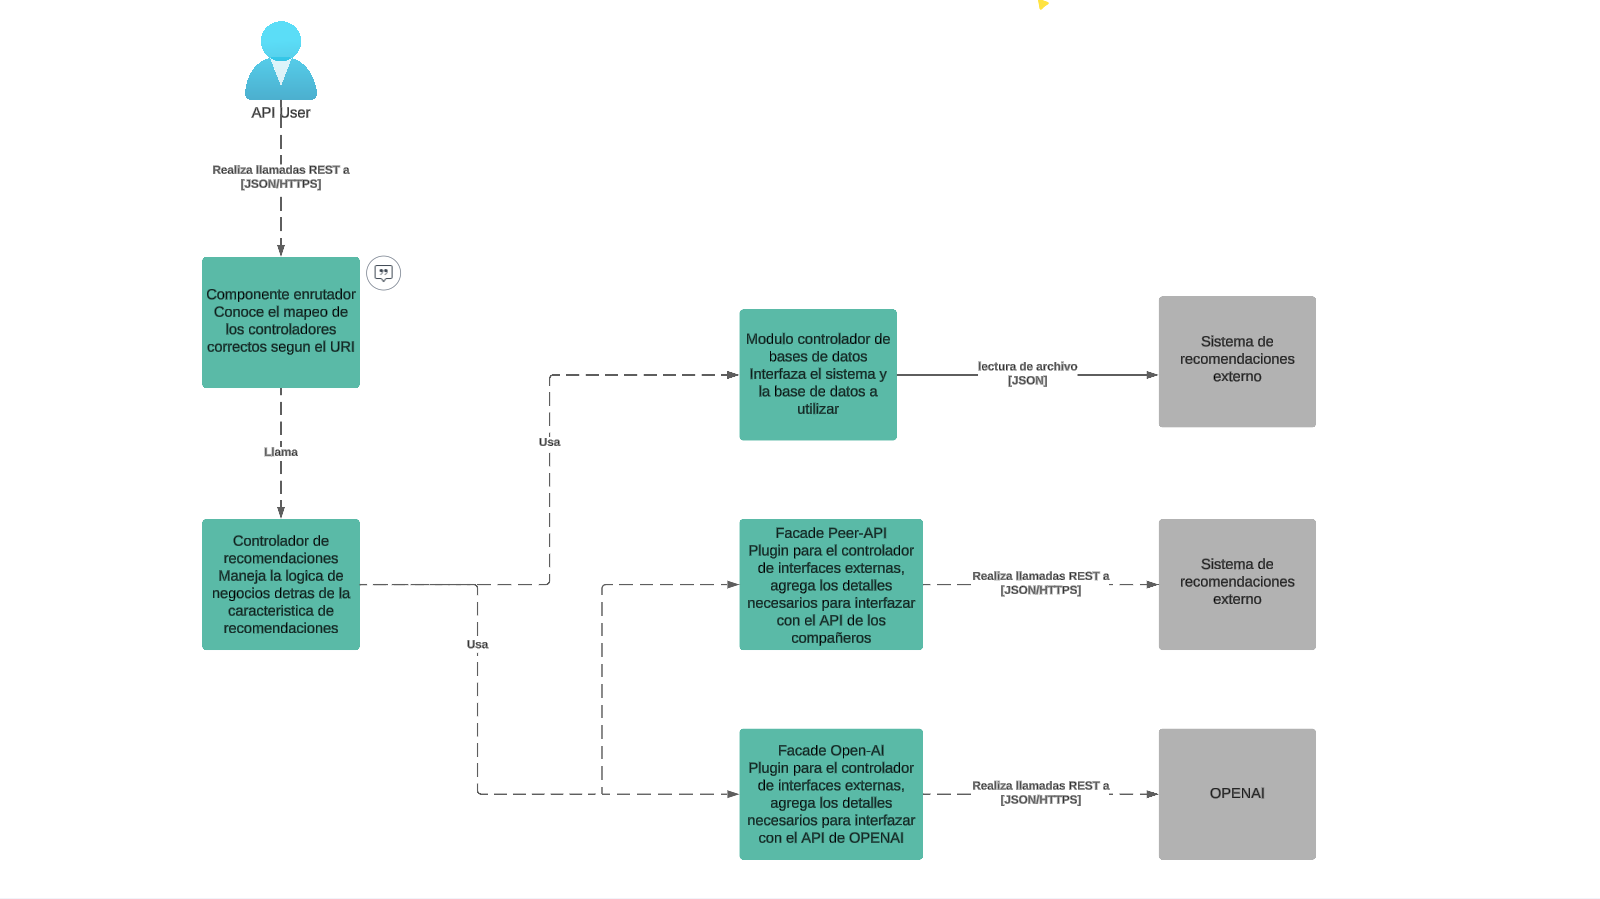 API User
Realiza llamadas REST a
[JSON/HTTPS]
Componente enrutador
Conoce el mapeo de
los controladores
correctos segun el URI
Llama
Controlador de
recomendaciones
Maneja la logica de
negocios detras de la
caracteristica de
recomendaciones
Usa
Usa
Modulo controlador de
bases de datos
Interfaza el sistema y
la base de datos a
utilizar
lectura de archivo
[JSON]
Sistema de
recomendaciones
externo
Facade Peer-API
Plugin para el controlador
de interfaces externas,
agrega los detalles
necesarios para interfazar
con el API de los
compañeros
Realiza llamadas REST a
[JSON/HTTPS]
Sistema de
recomendaciones
externo
Facade Open-AI
Plugin para el controlador
de interfaces externas,
agrega los detalles
necesarios para interfazar
con el API de OPENAI
Realiza llamadas REST a
[JSON/HTTPS]
OPENAI